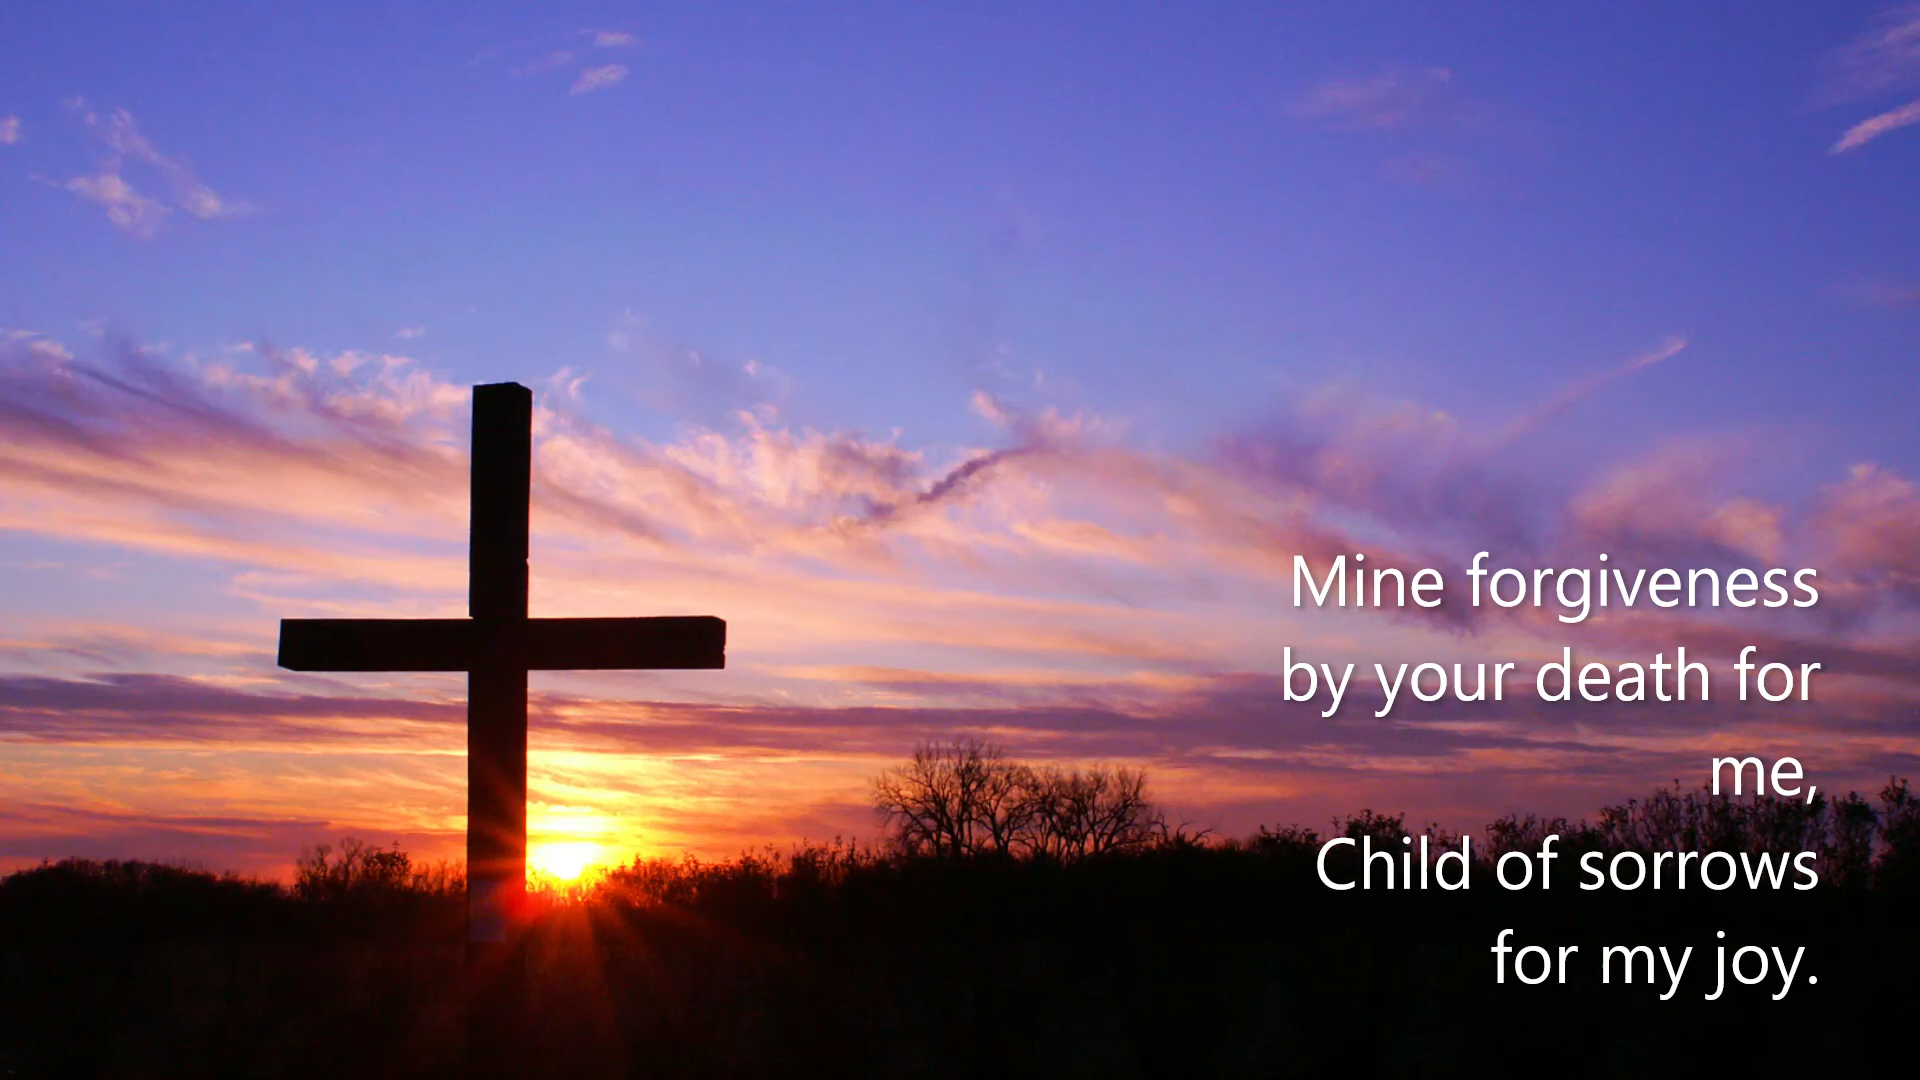 Mine forgiveness
by your death for
me,
Child of sorrows
for my joy.